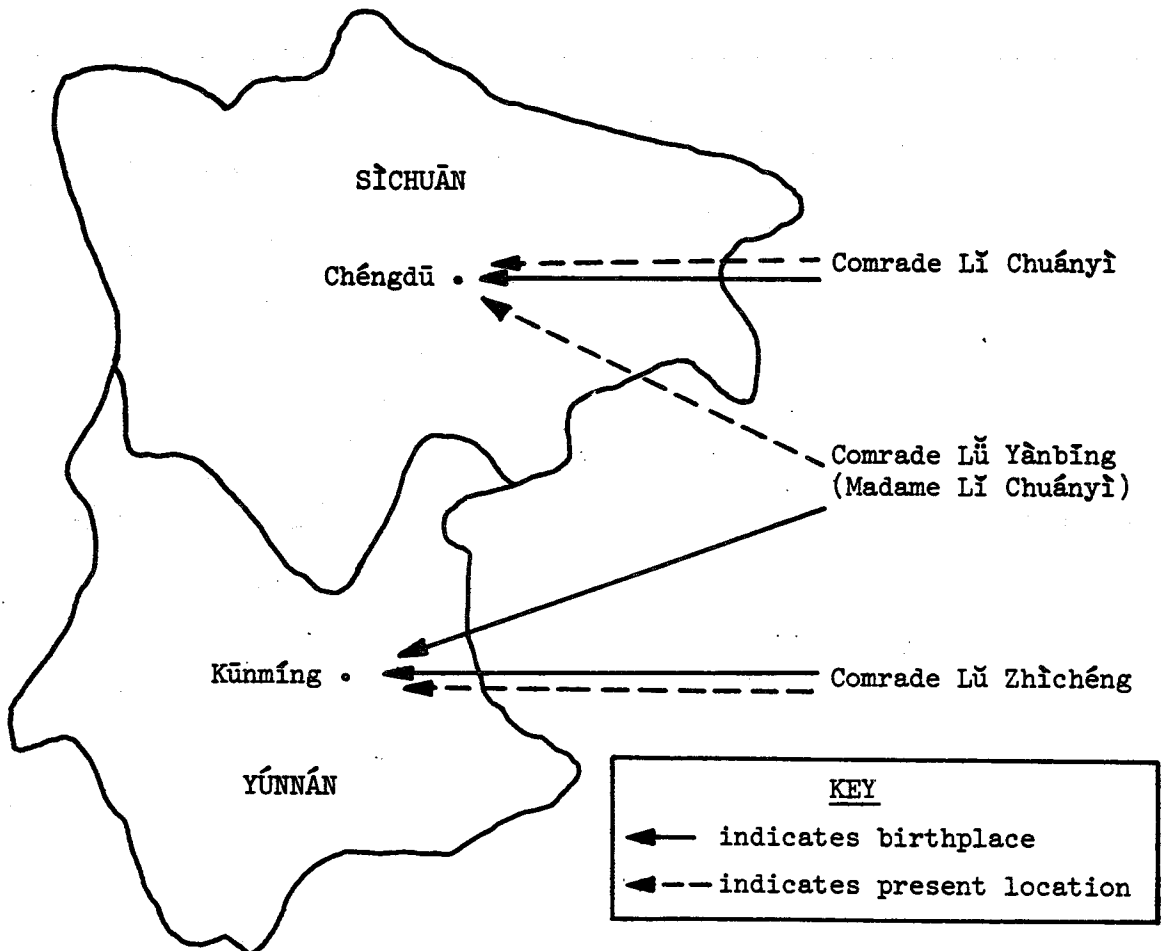 SÌCHUĀN
Chéngdū
Comrade Lǐ Chuányì
Comrade Lǚ Yànbīng
(Madame Lǐ Chuányì)
Kūnmíng
Comrade Lǔ Zhìchéng
YÚNNÁN
KEY
indicates birthplace
indicates present location